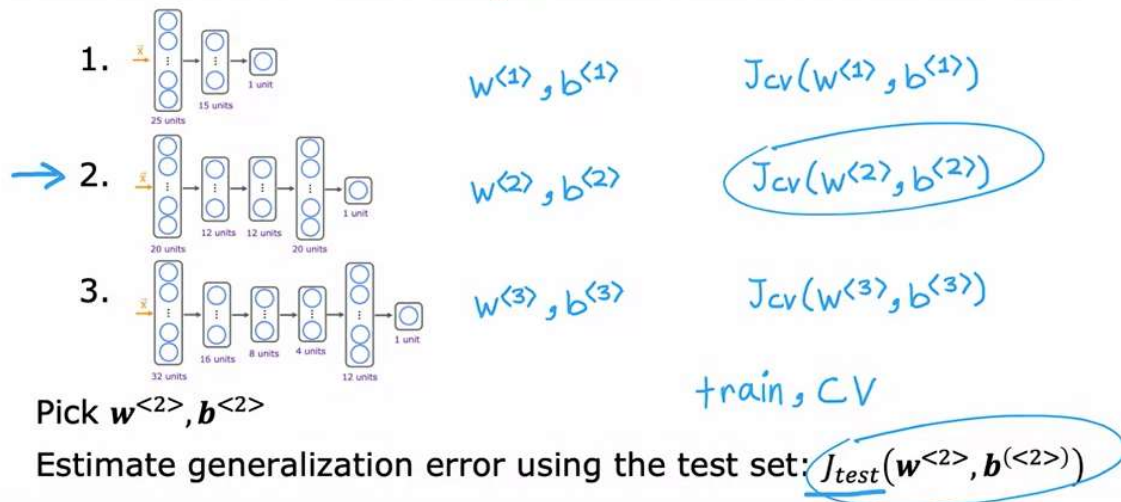 1. x⃗ 25 units 15 units 1 unit w<1>, b<1> Jcv(w<1>, b<1>)
→ 2. x⃗ 20 units 12 units 12 units 20 units 1 unit w<2>, b<2> Jcv(w<2>, b<2>)
3. x⃗ 32 units 16 units 8 units 4 units 12 units 1 unit w<3>, b<3> Jcv(w<3>, b<3>)
train, CV
Pick w<2>, b<2>
Estimate generalization error using the test set: Jtest(w<2>, b(<2>))